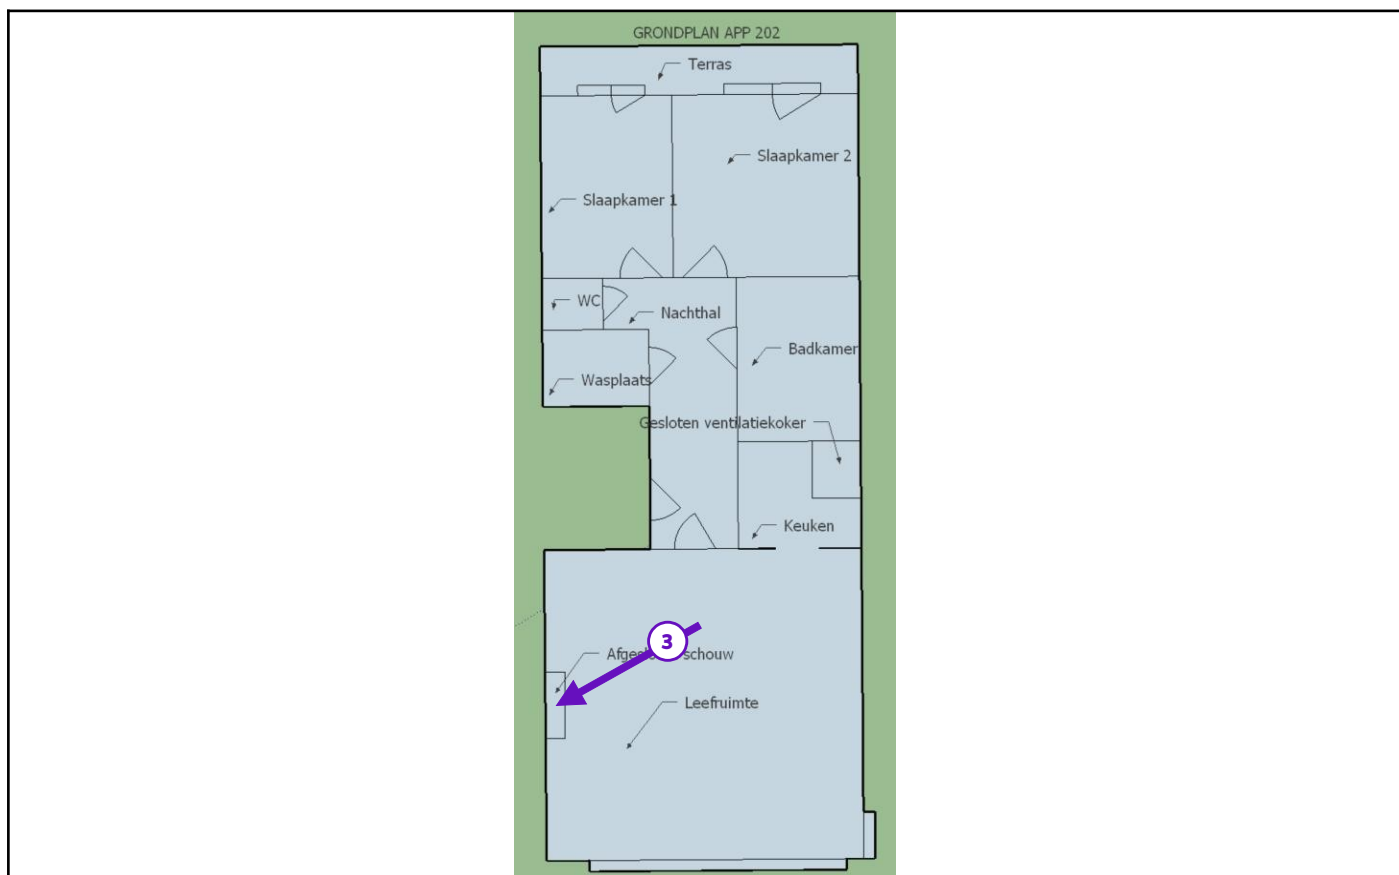 GRONDPLAN APP 202
Terras
Slaapkamer 2
Slaapkamer 1
WC
Nachthal
Badkamer
Wasplaats
Gesloten ventilatiekoker
Keuken
3
schouw
Leefruimte